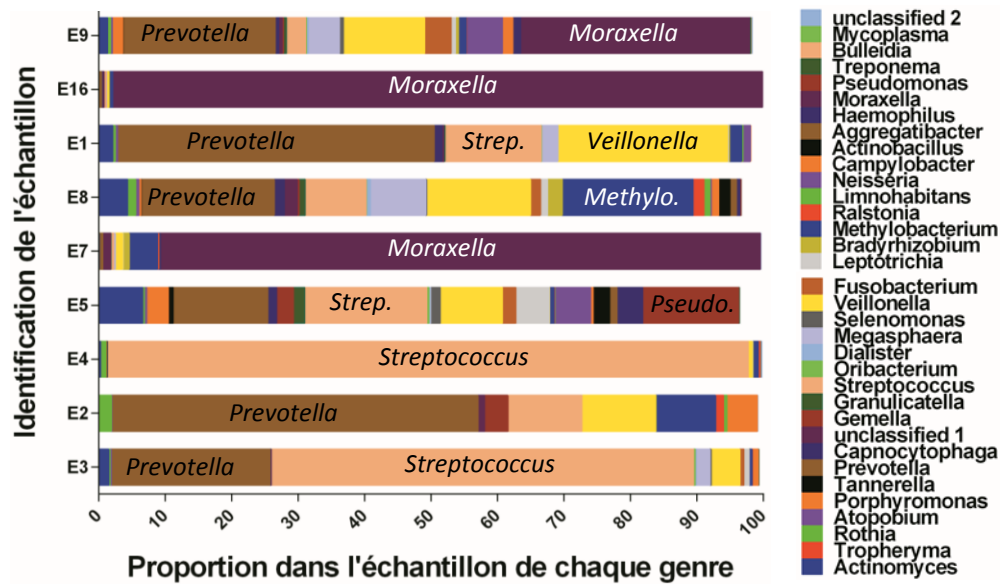 E9
Prevotella
Moraxella
E16
Moraxella
E1
Prevotella
Strep.
Veillonella
E8
Prevotella
Methylo.
E7
Moraxella
E5
Strep.
Pseudo.
E4
Streptococcus
E2
Prevotella
E3
Prevotella
Streptococcus
0
10
20
30
40
50
60
70
80
90
100
Identification de l'échantillon
Proportion dans l'échantillon de chaque genre
unclassified 2
Mycoplasma
Bulleidia
Treponema
Pseudomonas
Moraxella
Haemophilus
Aggregatibacter
Actinobacillus
Campylobacter
Neisseria
Limnohabitans
Ralstonia
Methylobacterium
Bradyrhizobium
Leptotrichia
Fusobacterium
Veillonella
Selenomonas
Megasphaera
Dialister
Oribacterium
Streptococcus
Granulicatella
Gemella
unclassified 1
Capnocytophaga
Prevotella
Tannerella
Porphyromonas
Atopobium
Rothia
Tropheryma
Actinomyces